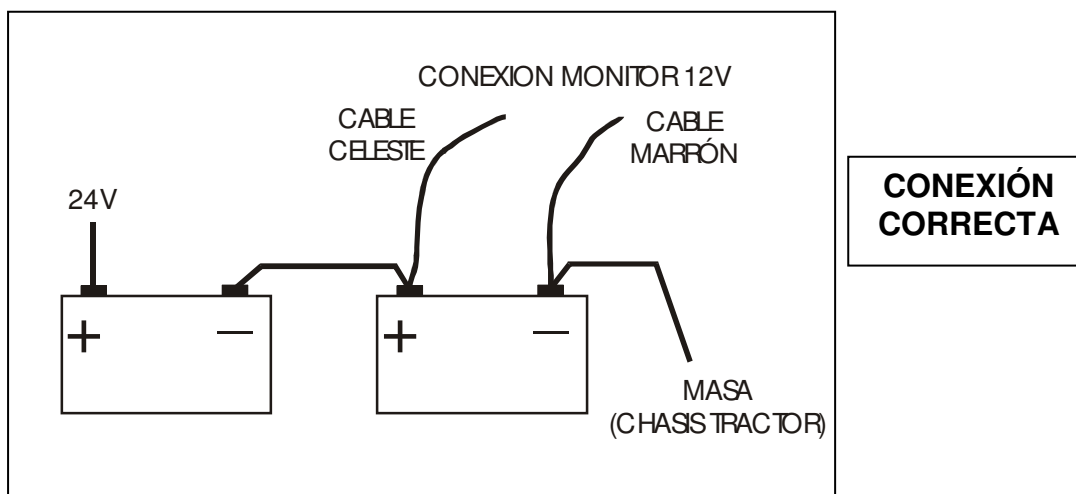 CONEXION MONITOR 12V
CABLE
CELESTE
CABLE
MARRÓN
24V
+
—
+
—
MASA
(CHASIS TRACTOR)
CONEXIÓN
CORRECTA